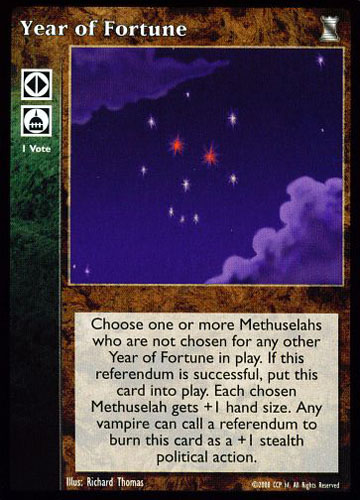 Year of Fortune
1 Vote
Choose one or more Methuselahs
who are not chosen for any other
Year of Fortune in play. If this
referendum is successful, put this
card into play. Each chosen
Methuselah gets +1 hand size. Any
vampire can call a referendum to
burn this card as a +1 stealth
political action.
Illus: Richard Thomas
©2008 CCP hf. All Rights Reserved